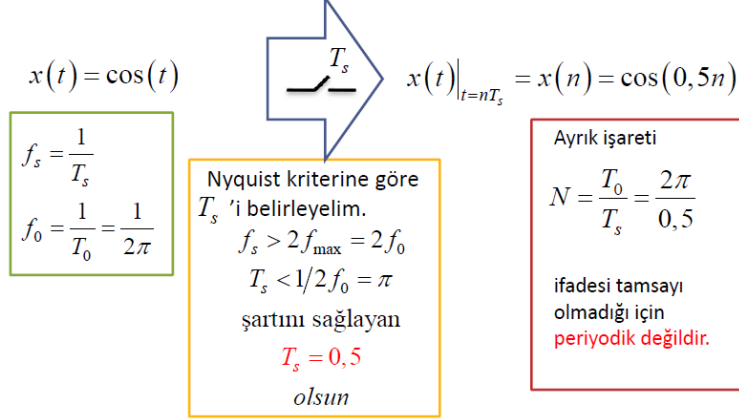 x(t) = cos(t)
T_s
x(t)|_{t=nT_s} = x(n) = cos(0,5n)
f_s = 1/T_s
f_0 = 1/T_0 = 1/2π
Nyquist kriterine göre
T_s 'i belirleyelim.
f_s > 2f_max = 2f_0
T_s < 1/2f_0 = π
şartını sağlayan
T_s = 0,5
olsun
Ayrık işareti
N = T_0/T_s = 2π/0,5
ifadesi tamsayı
olmadığı için
periyodik değildir.